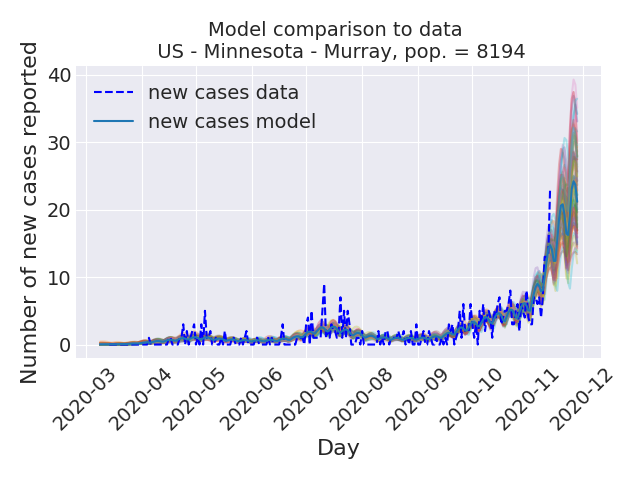 Model comparison to data
US - Minnesota - Murray, pop. = 8194
new cases data
new cases model
Number of new cases reported
40
30
20
10
0
2020-03
2020-04
2020-05
2020-06
2020-07
2020-08
2020-09
2020-10
2020-11
2020-12
Day